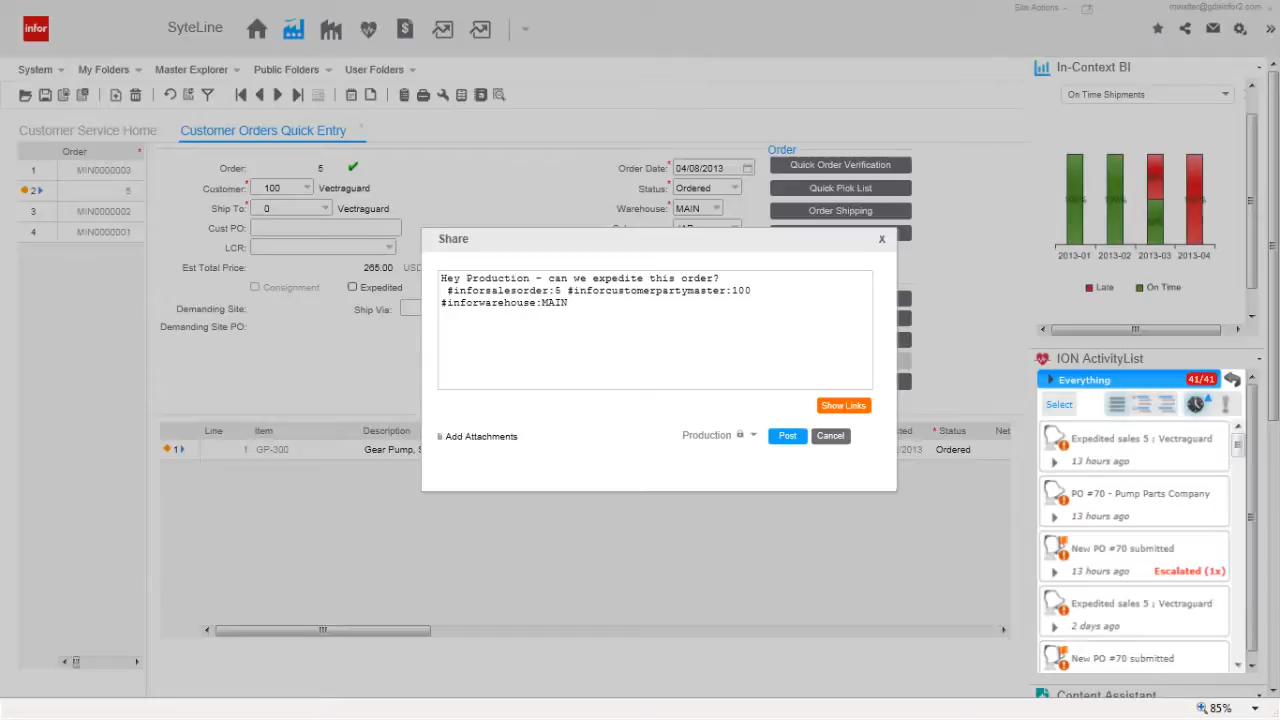 Site Actions
mwalter@gdeinfor2.com
infor
SyteLine
System
My Folders
Master Explorer
Public Folders
User Folders
Customer Service Home
Customer Orders Quick Entry
Order *
1 MIN0000003
2 5
3 MIN0000002
4 MIN0000001
Order: 5
Customer: * 100 Vectraguard
Ship To: * 0 Vectraguard
Cust PO:
LCR:
Est Total Price: 265.00 USD
Consignment
Expedited
Demanding Site:
Ship Via:
Demanding Site PO:
Order Date: * 04/08/2013
Status: * Ordered
Warehouse: * MAIN
Order
Quick Order Verification
Quick Pick List
Order Shipping
Share
X
Hey Production - can we expedite this order?
#inforsalesorder:5 #inforcustomerpartymaster:100
#inforwarehouse:MAIN
Show Links
Add Attachments
Production
Post
Cancel
Line Item Description
* Status Net
1 1 GP-300 Gear Pump, S
/2013 Ordered
In-Context BI
On Time Shipments
100% 100% 100%
2013-01 2013-02 2013-03 2013-04
Late On Time
ION ActivityList
Everything 41/41
Select
Expedited sales 5 ; Vectraguard
13 hours ago
PO #70 - Pump Parts Company
13 hours ago
New PO #70 submitted
13 hours ago Escalated (1x)
Expedited sales 5 ; Vectraguard
2 days ago
New PO #70 submitted
Content Assistant
85%